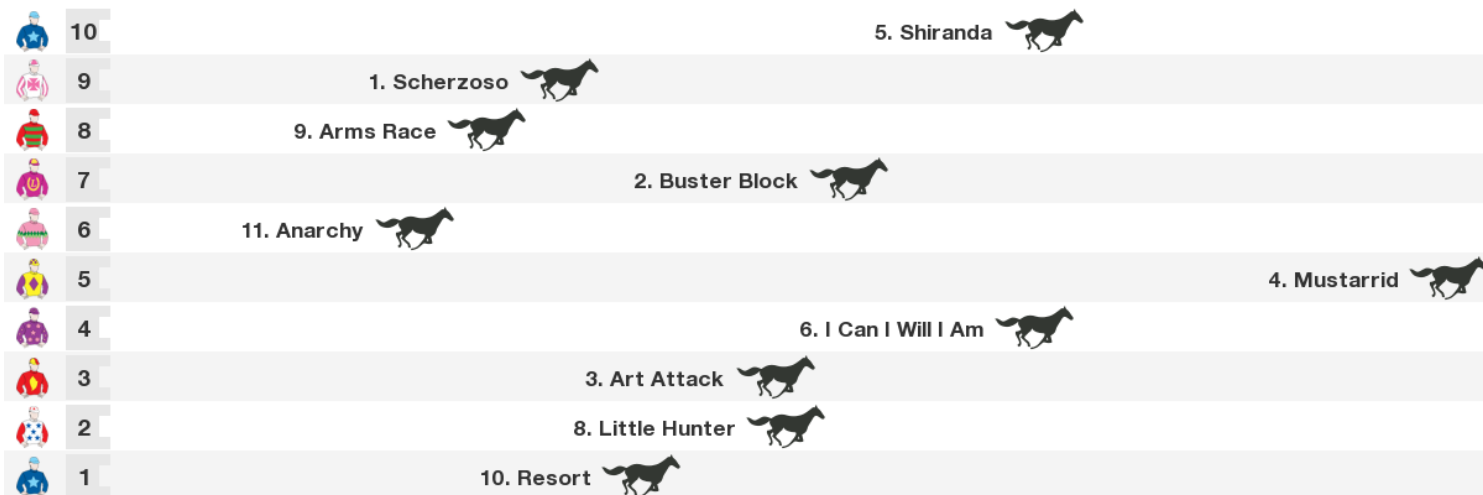 10 5. Shiranda
9 1. Scherzoso
8 9. Arms Race
7 2. Buster Block
6 11. Anarchy
5 4. Mustarrid
4 6. I Can I Will I Am
3 3. Art Attack
2 8. Little Hunter
1 10. Resort